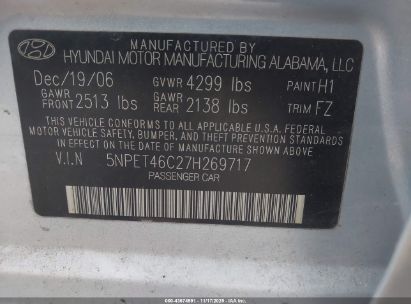 MANUFACTURED BY
HYUNDAI MOTOR MANUFACTURING ALABAMA, LLC
Dec/19/06 GVWR 4299 lbs PAINT H1
GAWR FRONT 2513 lbs GAWR REAR 2138 lbs TRIM FZ
THIS VEHICLE CONFORMS TO ALL APPLICABLE U.S.A. FEDERAL
MOTOR VEHICLE SAFETY, BUMPER, AND THEFT PREVENTION STANDARDS
IN EFFECT ON THE DATE OF MANUFACTURE SHOWN ABOVE.
V.I.N 5NPET46C27H269717
PASSENGER CAR